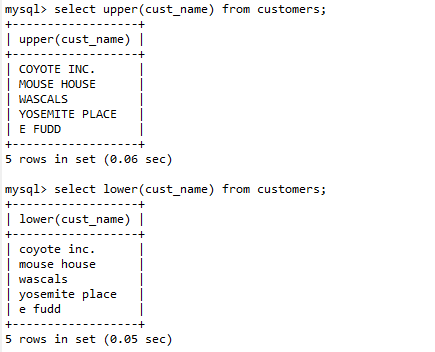 mysql> select upper(cust_name) from customers;
+------------------+
| upper(cust_name) |
+------------------+
| COYOTE INC.      |
| MOUSE HOUSE      |
| WASCALS          |
| YOSEMITE PLACE   |
| E FUDD           |
+------------------+
5 rows in set (0.06 sec)

mysql> select lower(cust_name) from customers;
+------------------+
| lower(cust_name) |
+------------------+
| coyote inc.      |
| mouse house      |
| wascals          |
| yosemite place   |
| e fudd           |
+------------------+
5 rows in set (0.05 sec)